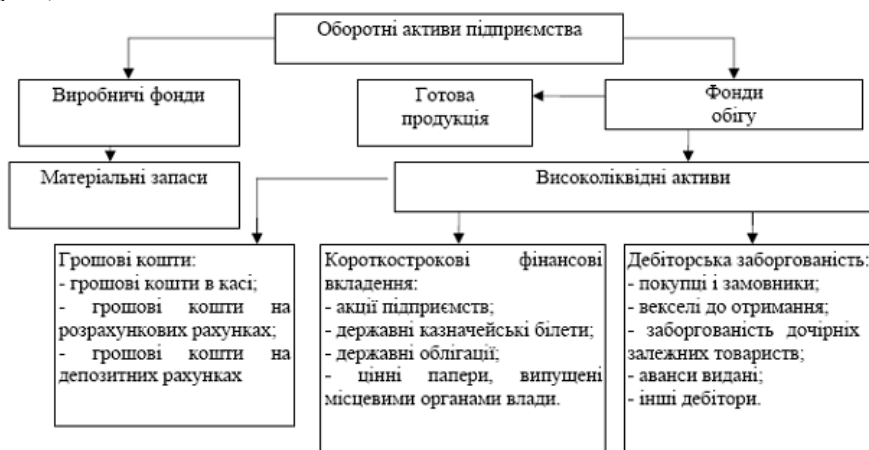 Оборотні активи підприємства
Виробничі фонди
Готова
продукція
Фонди
обігу
Матеріальні запаси
Високоліквідні активи
Грошові кошти:
- грошові кошти в касі;
- грошові кошти на
розрахункових рахунках;
- грошові кошти на
депозитних рахунках
Короткострокові фінансові
вкладення:
- акції підприємств;
- державні казначейські білети;
- державні облігації;
- цінні папери, випущені
місцевими органами влади.
Дебіторська заборгованість:
- покупці і замовники;
- векселі до отримання;
- заборгованість дочірніх
залежних товариств;
- аванси видані;
- інші дебітори.